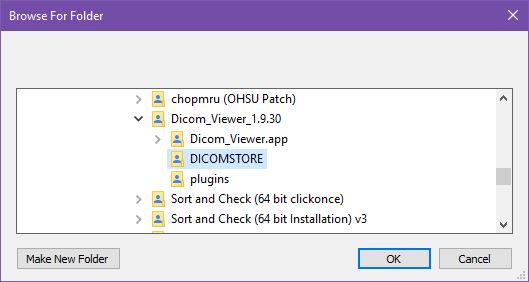 Browse For Folder
chopmru (OHSU Patch)
Dicom_Viewer_1.9.30
Dicom_Viewer.app
DICOMSTORE
plugins
Sort and Check (64 bit clickonce)
Sort and Check (64 bit Installation) v3
Make New Folder
OK
Cancel